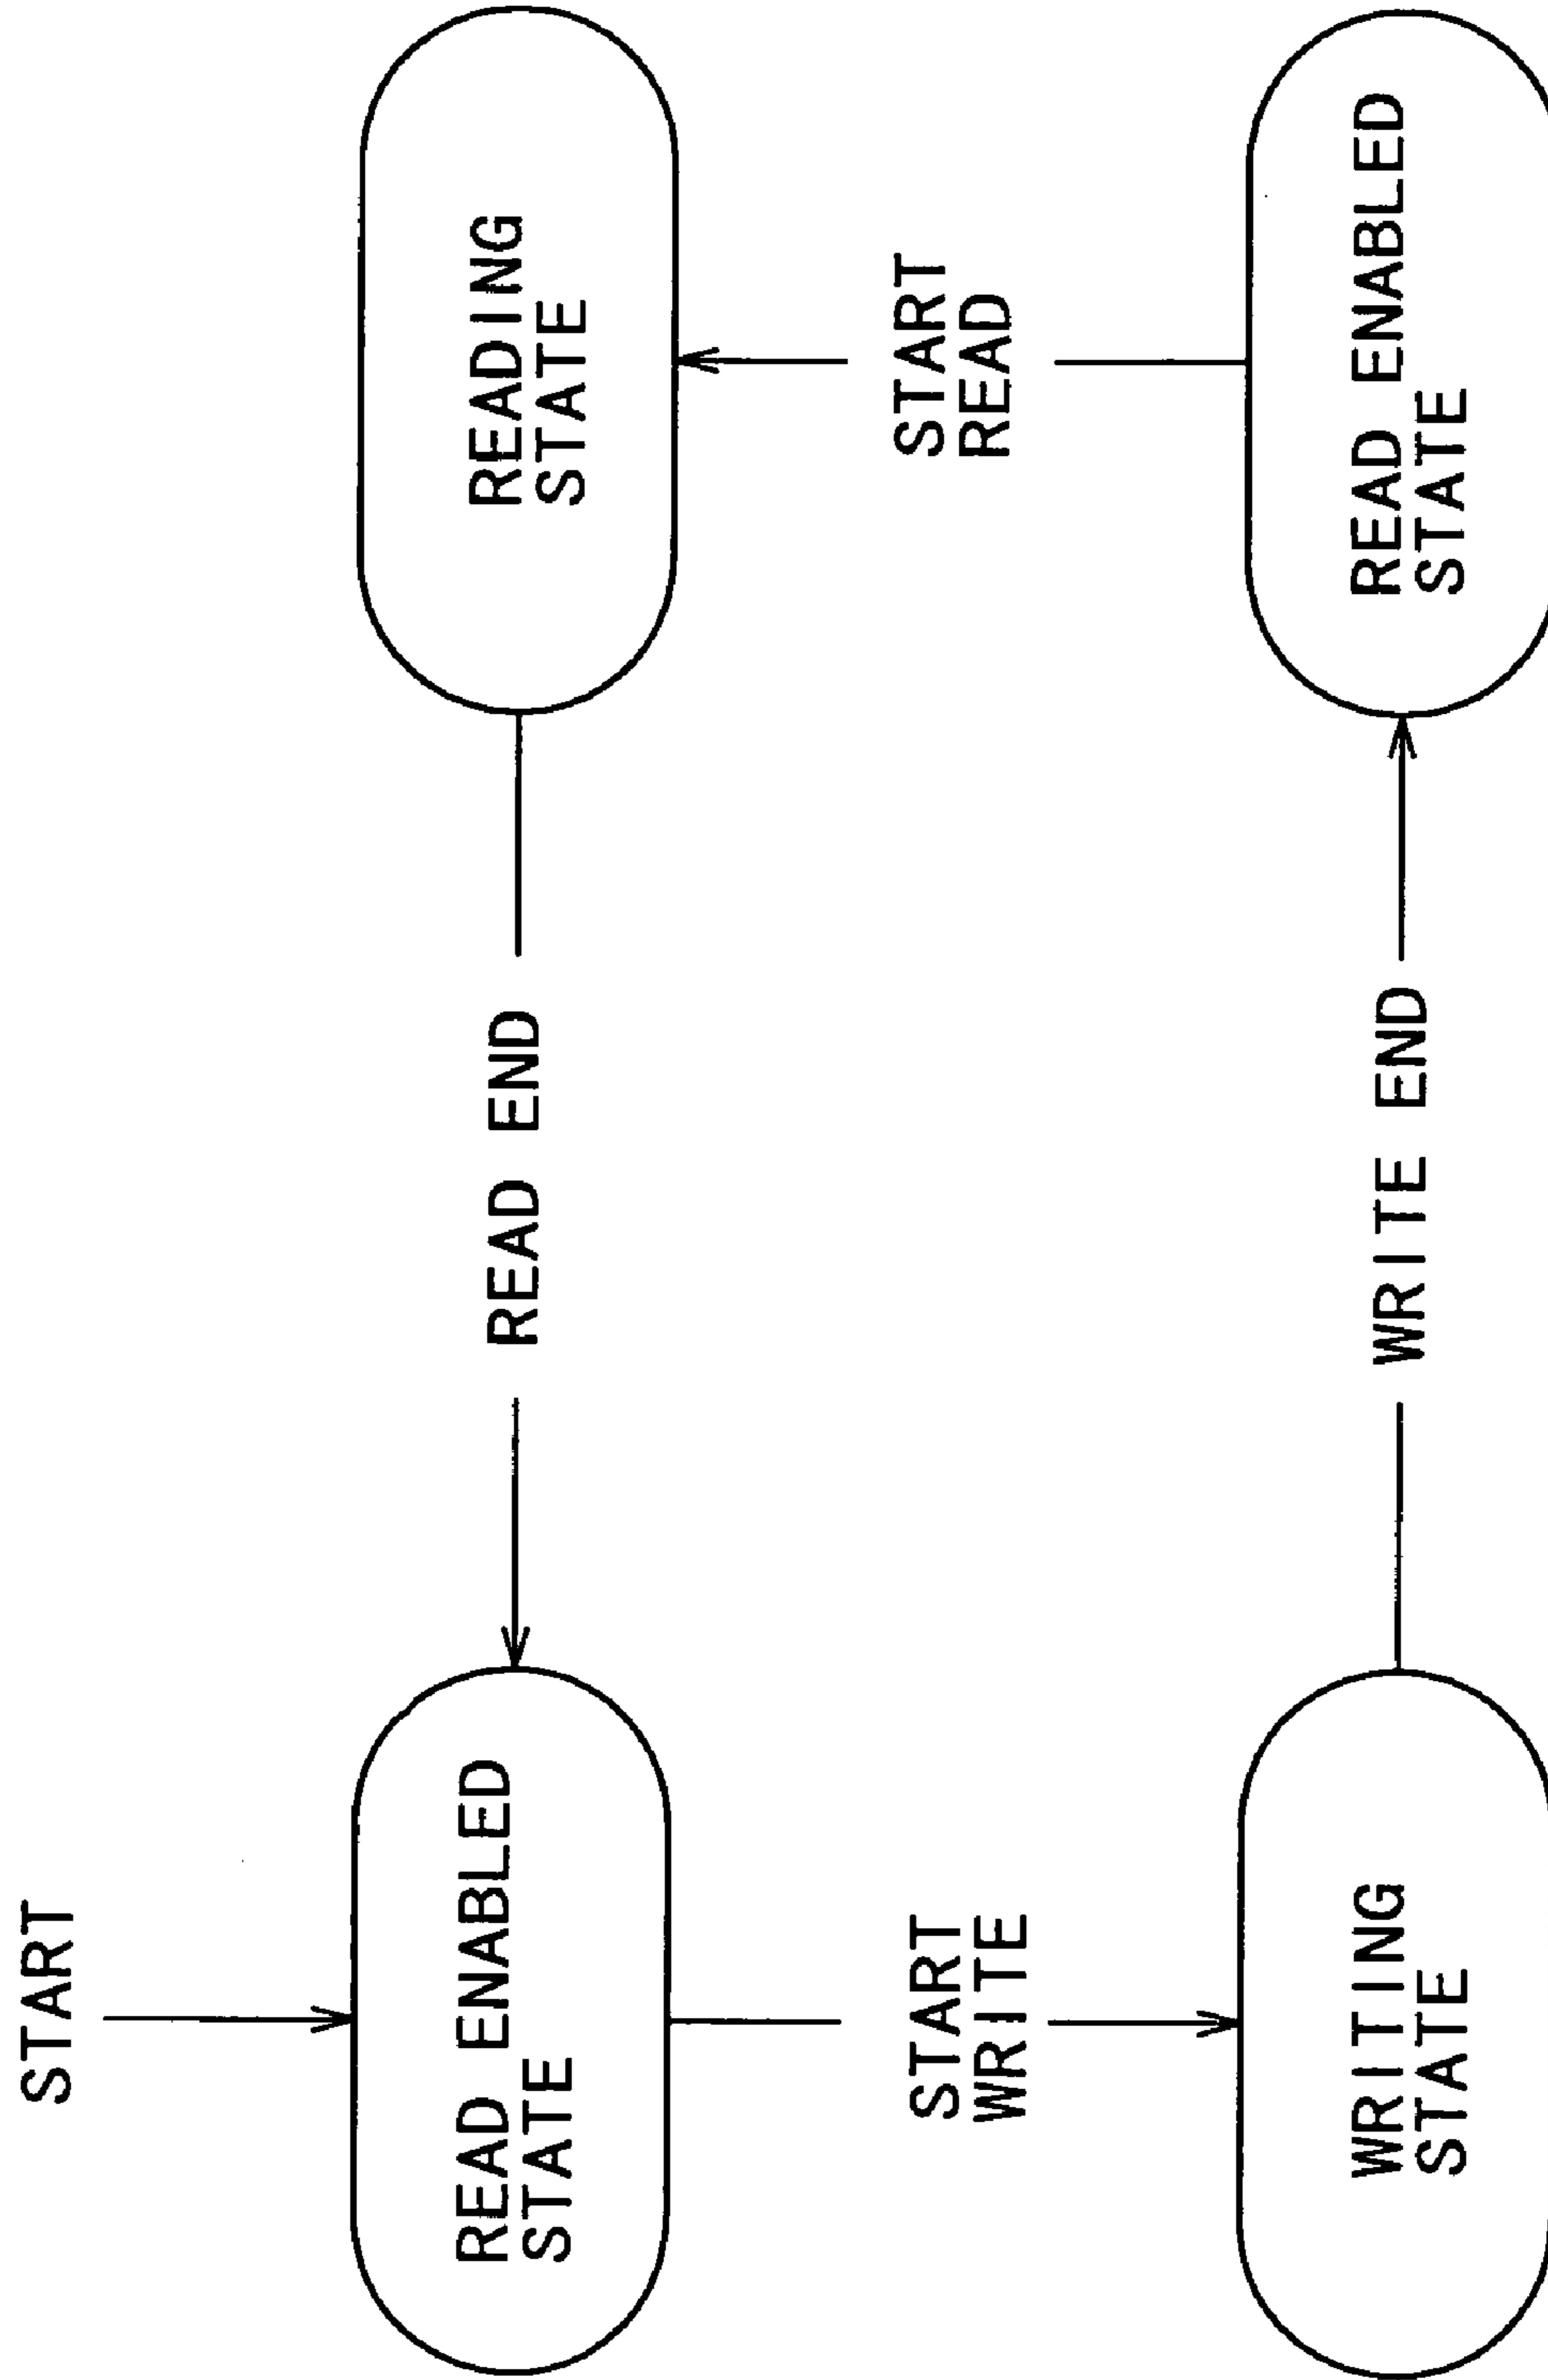 START
READ ENABLED
STATE
READ END
READING
STATE
START
WRITE
START
READ
WRITING
STATE
WRITE END
READ ENABLED
STATE